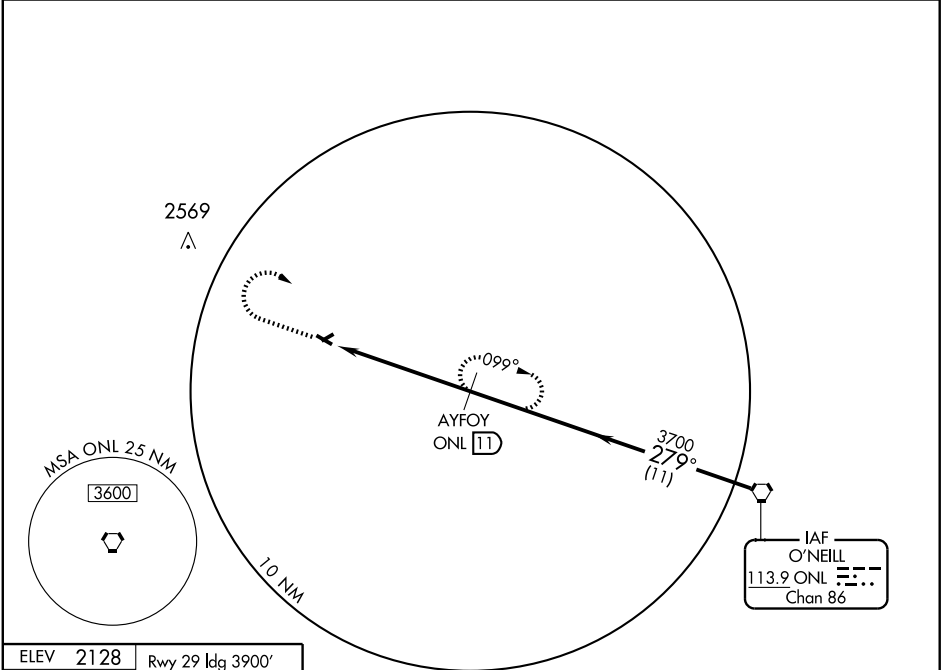 2569
099°
AYFOY
ONL 11
3700
279°
(11)
MSA ONL 25 NM
3600
10 NM
IAF
O'NEILL
113.9 ONL
Chan 86
ELEV 2128
Rwy 29 ldg 3900'